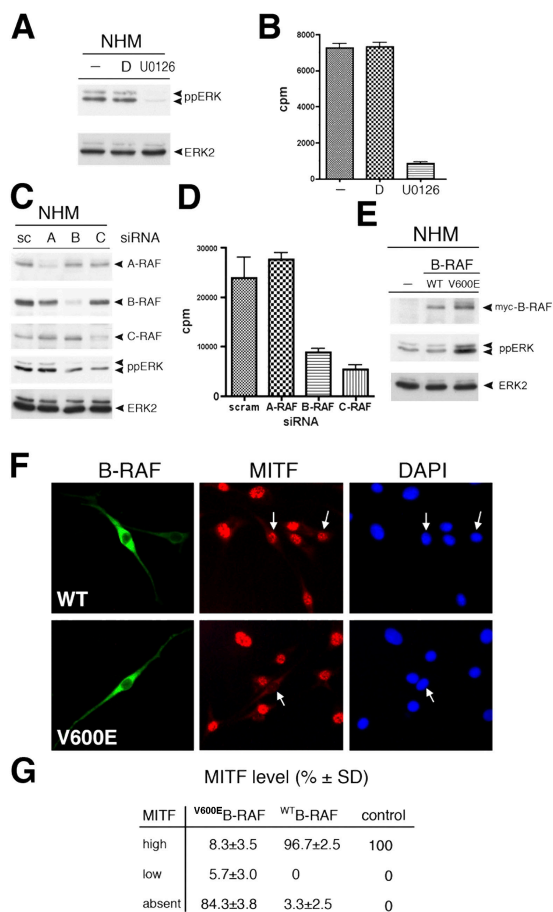 A
NHM
– D U0126
ppERK
ERK2
B
8000
6000
4000
2000
0
cpm
– D U0126
C
NHM
sc A B C siRNA
A-RAF
B-RAF
C-RAF
ppERK
ERK2
D
30000
20000
10000
0
cpm
scram A-RAF B-RAF C-RAF
siRNA
E
NHM
B-RAF
– WT V600E
myc-B-RAF
ppERK
ERK2
F
B-RAF MITF DAPI
WT
V600E
G
MITF level (% ± SD)
MITF V600EB-RAF WTB-RAF control
high 8.3±3.5 96.7±2.5 100
low 5.7±3.0 0 0
absent 84.3±3.8 3.3±2.5 0